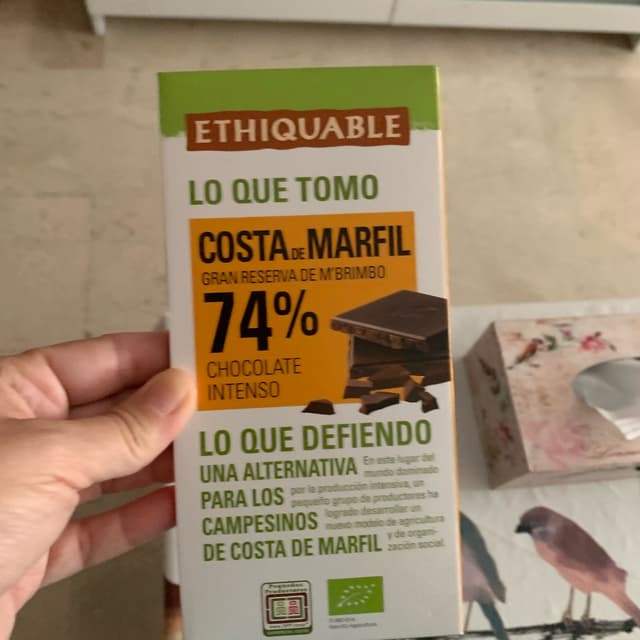 ETHIQUABLE
LO QUE TOMO
COSTA DE MARFIL
GRAN RESERVA DE M'BRIMBO
74%
CHOCOLATE
INTENSO
LO QUE DEFIENDO
UNA ALTERNATIVA
PARA LOS
CAMPESINOS
DE COSTA DE MARFIL
En este lugar del
mundo dominado
por la producción intensiva, un
pequeño grupo de productores ha
logrado desarrollar un
nuevo modelo de agricultura
y de organi-
zación social.
Pequeños
Productores